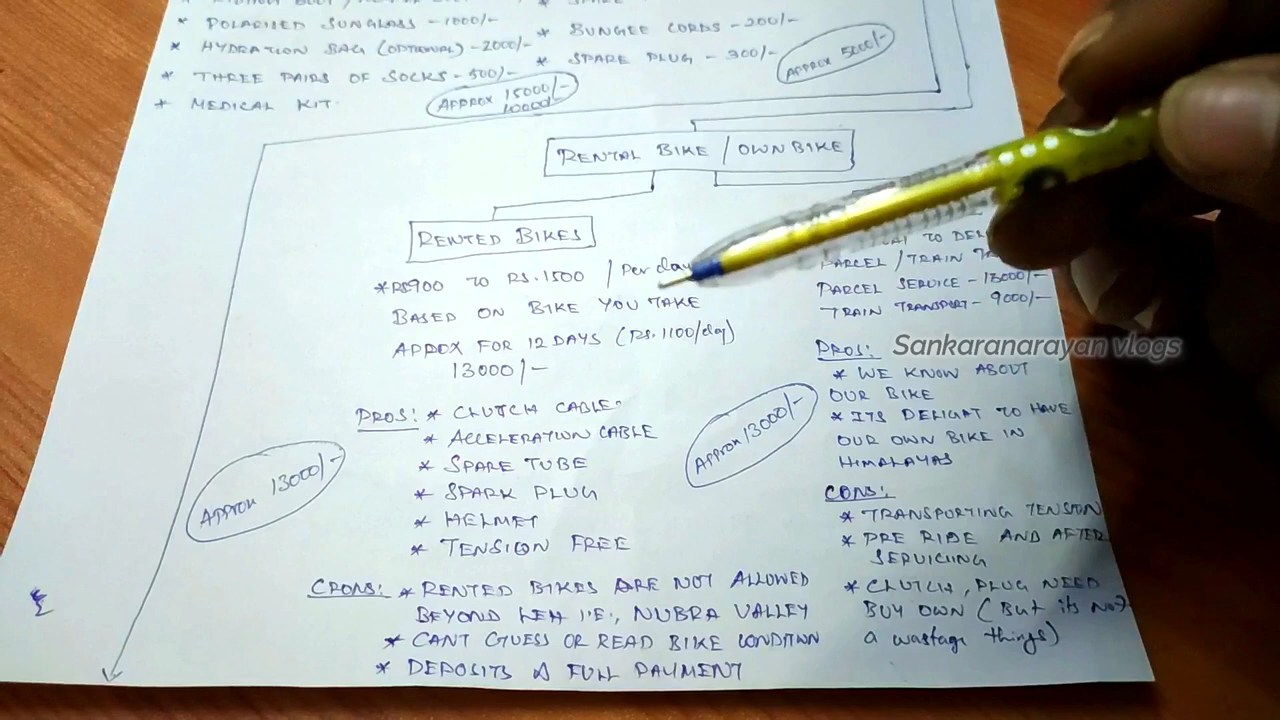 * POLARISED SUNGLASS - 1000/-
* HYDRATION BAG (OPTIONAL) - 2000/-
* THREE PAIRS OF SOCKS - 500/-
* MEDICAL KIT.
APPROX 15000/-
10000/-
* BUNGEE CORDS - 200/-
* SPARE PLUG - 300/-
APPROX 5000/-
RENTAL BIKE / OWN BIKE
RENTED BIKES
* RS900 TO RS.1500 / Per day
BASED ON BIKE YOU TAKE
APPROX FOR 12 DAYS (Rs.1100/day)
13000/-
PROS: * CLUTCH CABLE
* ACCELERATION CABLE
* SPARE TUBE
* SPARK PLUG
* HELMET
* TENSION FREE
Approx 13000/-
CRONS: * RENTED BIKES ARE NOT ALLOWED
BEYOND LEH I.E., NUBRA VALLEY
* CANT GUESS OR READ BIKE CONDITION
* DEPOSITS & FULL PAYMENT
TO DEL
PARCEL / TRAIN
PARCEL SERVICE - 13000/-
TRAIN TRANSPORT - 9000/-
Sankaranarayan vlogs
PROS:
* WE KNOW ABOUT
OUR BIKE
* ITS DELIGAT TO HAVE
OUR OWN BIKE IN
HIMALAYAS
Approx 13000/-
CONS:
* TRANSPORTING TENSION
* PRE RIDE AND AFTER
SERVICING
* CLUTCH, PLUG NEED
BUY OWN (But its not
a wastage things)